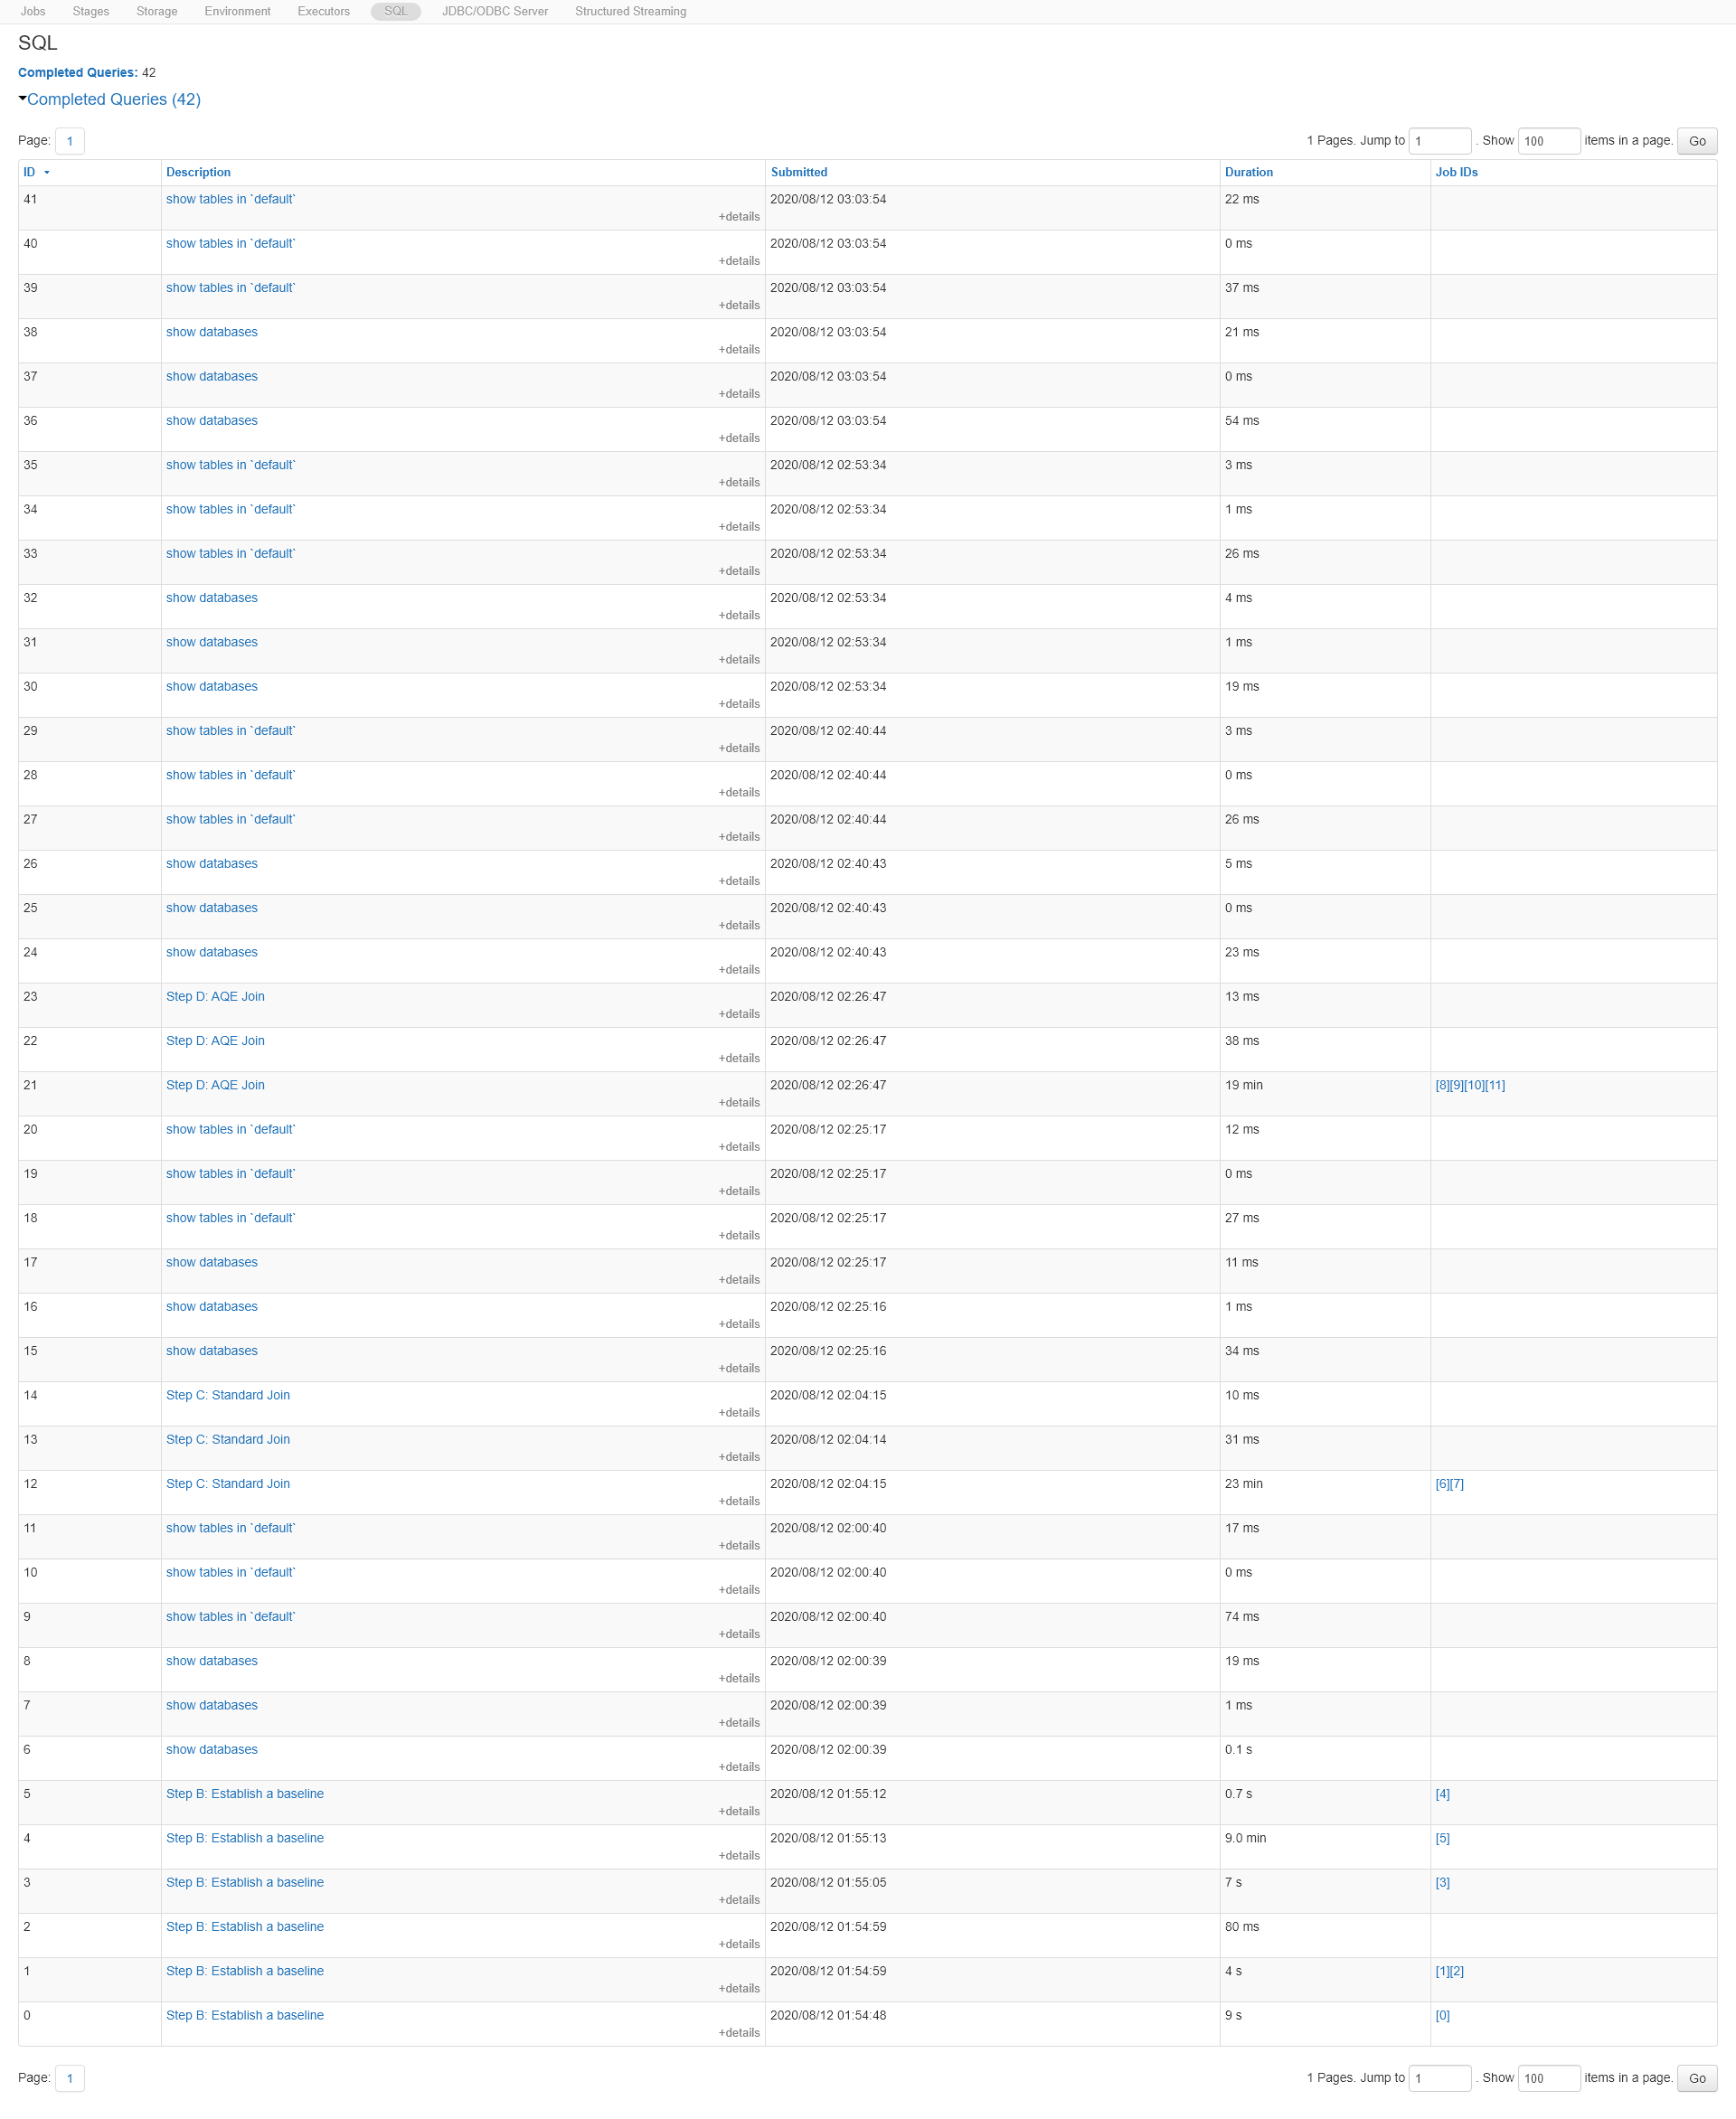 Jobs Stages Storage Environment Executors SQL JDBC/ODBC Server Structured Streaming
SQL
Completed Queries: 42
Completed Queries (42)
Page: 1 1 Pages. Jump to 1 . Show 100 items in a page. Go
ID Description Submitted Duration Job IDs
41 show tables in `default` 2020/08/12 03:03:54 22 ms
+details
40 show tables in `default` 2020/08/12 03:03:54 0 ms
+details
39 show tables in `default` 2020/08/12 03:03:54 37 ms
+details
38 show databases 2020/08/12 03:03:54 21 ms
+details
37 show databases 2020/08/12 03:03:54 0 ms
+details
36 show databases 2020/08/12 03:03:54 54 ms
+details
35 show tables in `default` 2020/08/12 02:53:34 3 ms
+details
34 show tables in `default` 2020/08/12 02:53:34 1 ms
+details
33 show tables in `default` 2020/08/12 02:53:34 26 ms
+details
32 show databases 2020/08/12 02:53:34 4 ms
+details
31 show databases 2020/08/12 02:53:34 1 ms
+details
30 show databases 2020/08/12 02:53:34 19 ms
+details
29 show tables in `default` 2020/08/12 02:40:44 3 ms
+details
28 show tables in `default` 2020/08/12 02:40:44 0 ms
+details
27 show tables in `default` 2020/08/12 02:40:44 26 ms
+details
26 show databases 2020/08/12 02:40:43 5 ms
+details
25 show databases 2020/08/12 02:40:43 0 ms
+details
24 show databases 2020/08/12 02:40:43 23 ms
+details
23 Step D: AQE Join 2020/08/12 02:26:47 13 ms
+details
22 Step D: AQE Join 2020/08/12 02:26:47 38 ms
+details
21 Step D: AQE Join 2020/08/12 02:26:47 19 min [8][9][10][11]
+details
20 show tables in `default` 2020/08/12 02:25:17 12 ms
+details
19 show tables in `default` 2020/08/12 02:25:17 0 ms
+details
18 show tables in `default` 2020/08/12 02:25:17 27 ms
+details
17 show databases 2020/08/12 02:25:17 11 ms
+details
16 show databases 2020/08/12 02:25:16 1 ms
+details
15 show databases 2020/08/12 02:25:16 34 ms
+details
14 Step C: Standard Join 2020/08/12 02:04:15 10 ms
+details
13 Step C: Standard Join 2020/08/12 02:04:14 31 ms
+details
12 Step C: Standard Join 2020/08/12 02:04:15 23 min [6][7]
+details
11 show tables in `default` 2020/08/12 02:00:40 17 ms
+details
10 show tables in `default` 2020/08/12 02:00:40 0 ms
+details
9 show tables in `default` 2020/08/12 02:00:40 74 ms
+details
8 show databases 2020/08/12 02:00:39 19 ms
+details
7 show databases 2020/08/12 02:00:39 1 ms
+details
6 show databases 2020/08/12 02:00:39 0.1 s
+details
5 Step B: Establish a baseline 2020/08/12 01:55:12 0.7 s [4]
+details
4 Step B: Establish a baseline 2020/08/12 01:55:13 9.0 min [5]
+details
3 Step B: Establish a baseline 2020/08/12 01:55:05 7 s [3]
+details
2 Step B: Establish a baseline 2020/08/12 01:54:59 80 ms
+details
1 Step B: Establish a baseline 2020/08/12 01:54:59 4 s [1][2]
+details
0 Step B: Establish a baseline 2020/08/12 01:54:48 9 s [0]
+details
Page: 1 1 Pages. Jump to 1 . Show 100 items in a page. Go